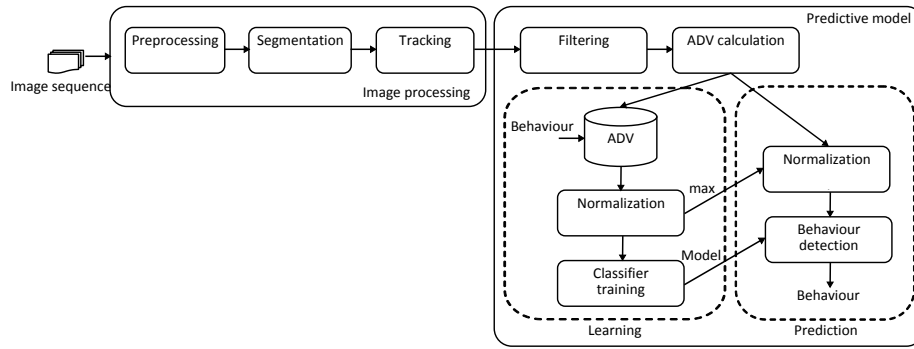 Predictive model
Preprocessing
Segmentation
Tracking
Filtering
ADV calculation
Image sequence
Image processing
Behaviour
ADV
Normalization
max
Normalization
Behaviour
detection
Model
Classifier
training
Behaviour
Learning
Prediction